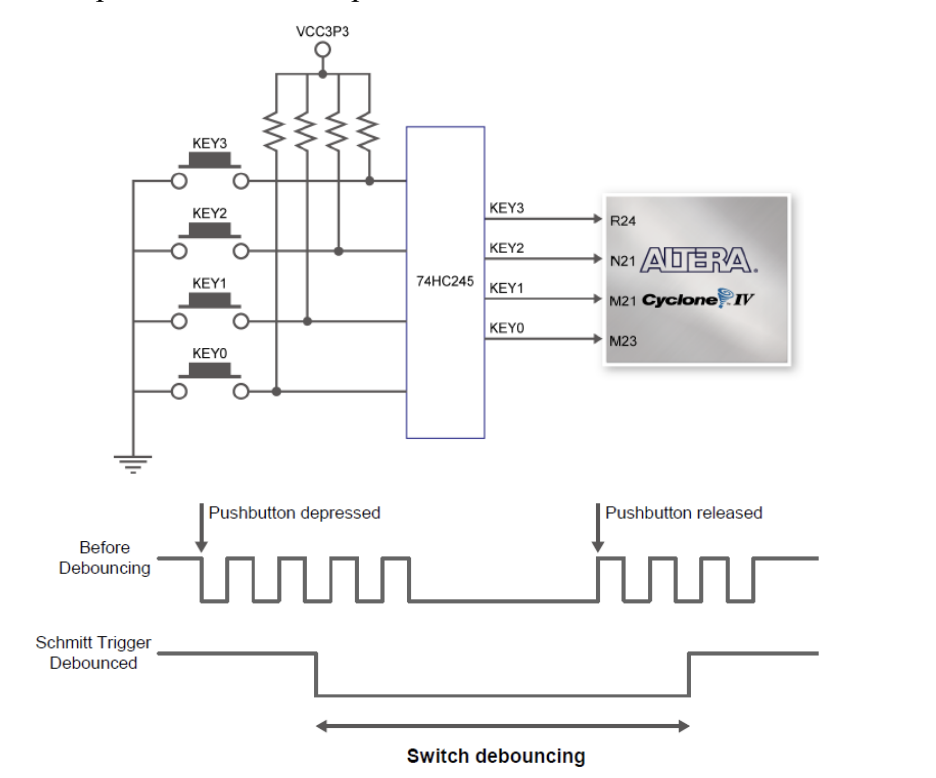 VCC3P3
KEY3
KEY2
KEY1
KEY0
74HC245
KEY3
KEY2
KEY1
KEY0
R24
N21 ALTERA.
M21 Cyclone IV
M23
Pushbutton depressed
Pushbutton released
Before
Debouncing
Schmitt Trigger
Debounced
Switch debouncing